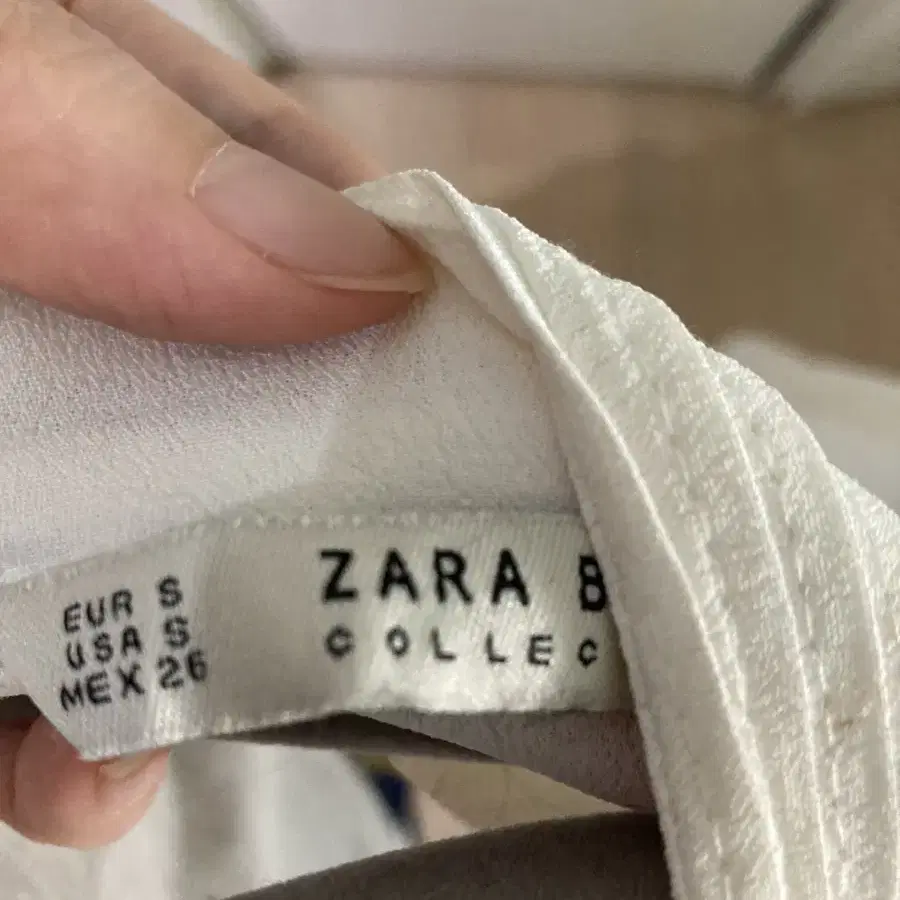 EUR S
USA S
MEX 26
ZARA B
COLLEC